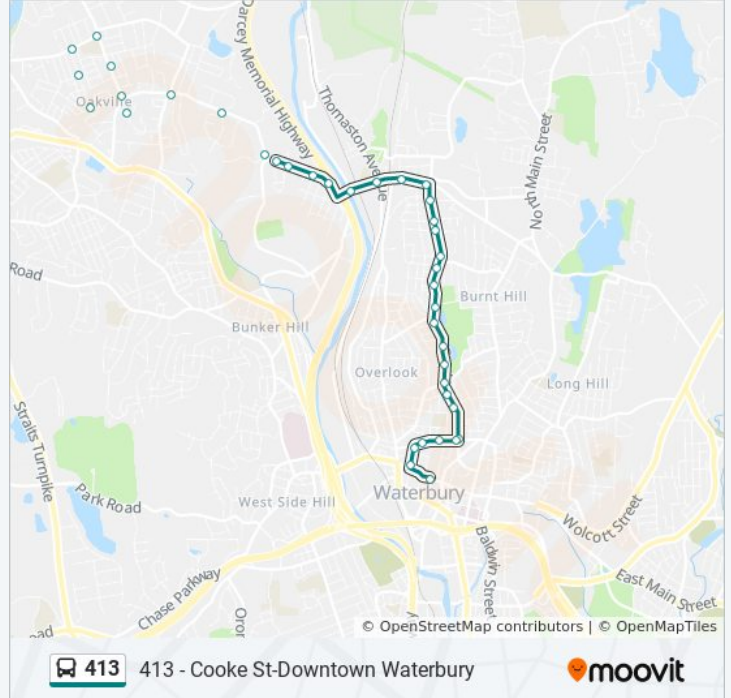 Darcey Memorial Highway
Thomaston Avenue
North Main Street
Oakville
Road
Burnt Hill
Bunker Hill
Overlook
Long Hill
Straits Turnpike
Park Road
West Side Hill
Waterbury
Wolcott Street
Baldwin Street
East Main Street
Chase Parkway
Oror
y
oad
© OpenStreetMap contributors | © OpenMapTiles
413
413 - Cooke St-Downtown Waterbury
moovit